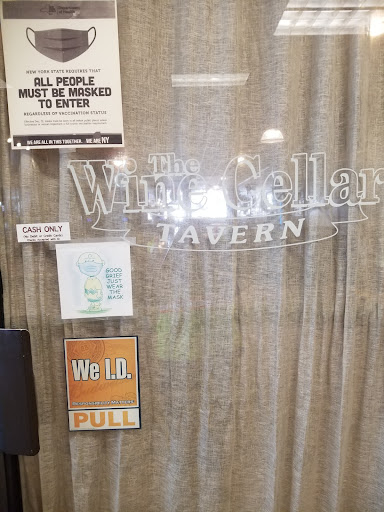 NEW YORK STATE REQUIRES THAT
ALL PEOPLE
MUST BE MASKED
TO ENTER
REGARDLESS OF VACCINATION STATUS
WE ARE ALL IN THIS TOGETHER. WE ARE NY
The
Wine Cellar
TAVERN
CASH ONLY
GOOD
GRIEF
JUST
WEAR
THE
MASK
We I.D.
PULL